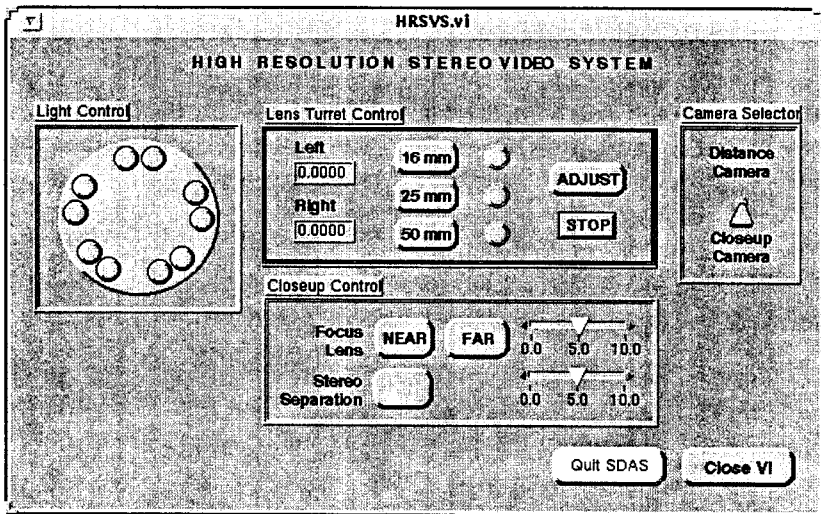 HRSVS.vi
HIGH RESOLUTION STEREO VIDEO SYSTEM
Light Control
Lens Turret Control
Left
0.0000
Right
0.0000
16 mm
25 mm
50 mm
ADJUST
STOP
Camera Selector
Distance
Camera
Closeup
Camera
Closeup Control
Focus
Lens
NEAR
FAR
0.0 5.0 10.0
Stereo
Separation
0.0 5.0 10.0
Quit SDAS
Close VI